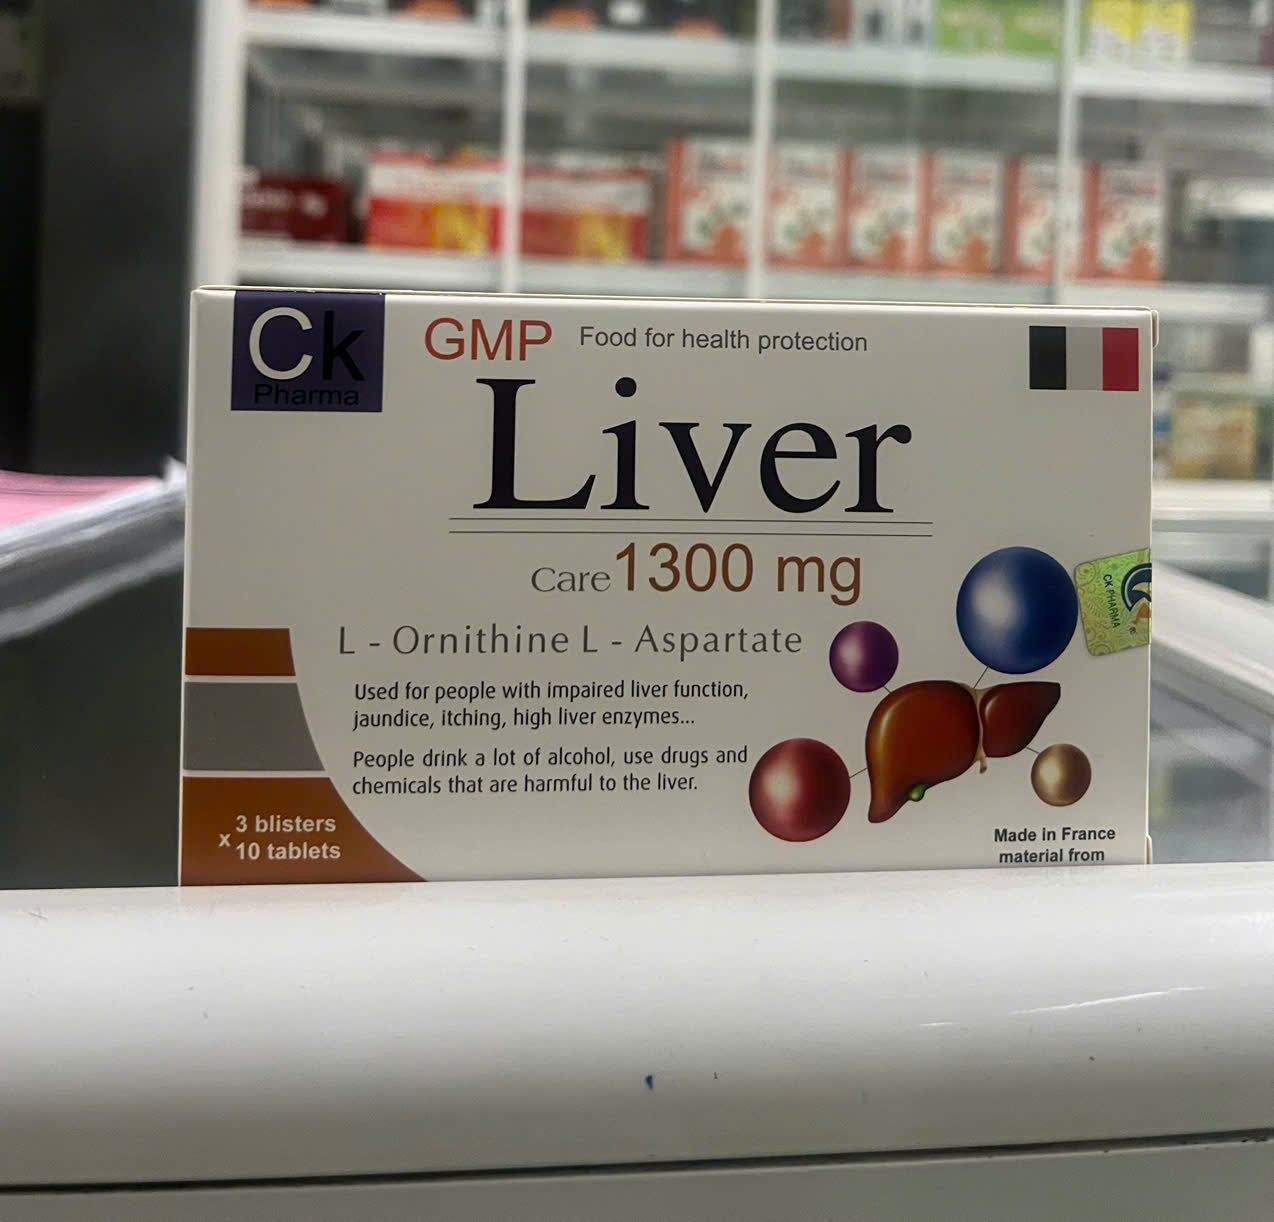 Ck
Pharma
GMP
Food for health protection
Liver
Care 1300 mg
L - Ornithine L - Aspartate
Used for people with impaired liver function,
jaundice, itching, high liver enzymes...
People drink a lot of alcohol, use drugs and
chemicals that are harmful to the liver.
3 blisters
x 10 tablets
CK PHARMA
®
Made in France
material from